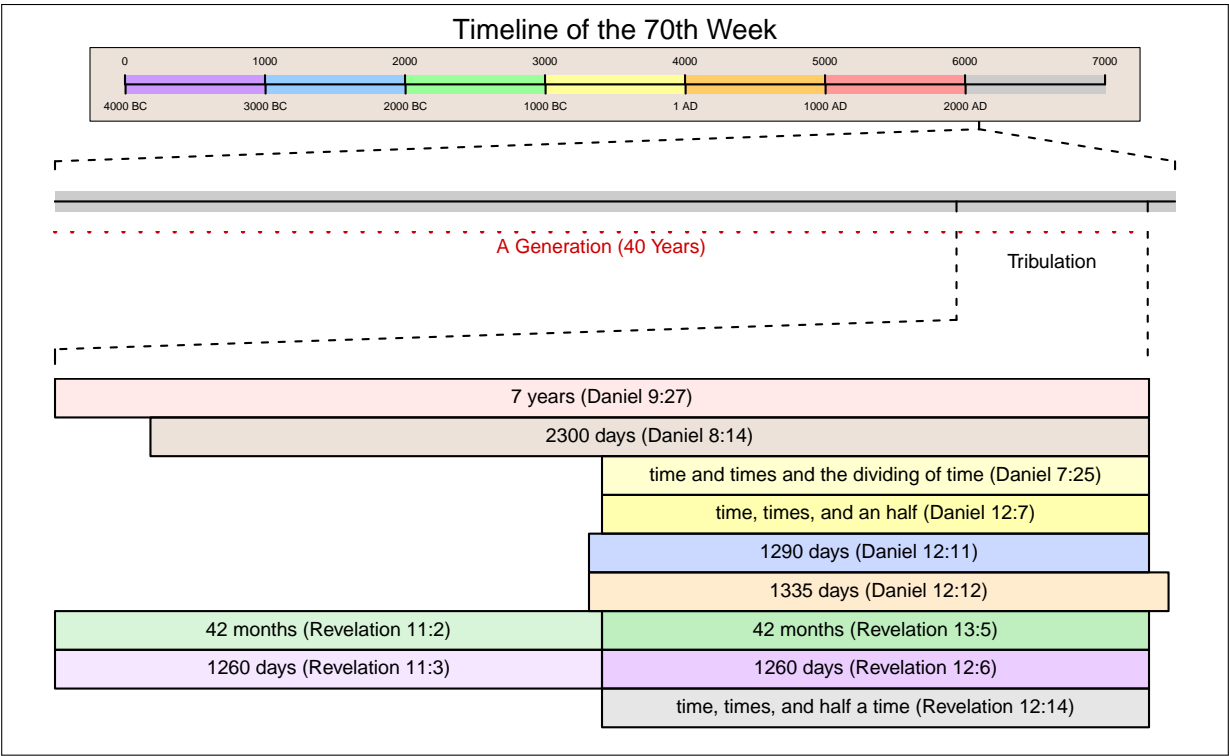 Timeline of the 70th Week
0 1000 2000 3000 4000 5000 6000 7000
4000 BC 3000 BC 2000 BC 1000 BC 1 AD 1000 AD 2000 AD
A Generation (40 Years)
Tribulation
7 years (Daniel 9:27)
2300 days (Daniel 8:14)
time and times and the dividing of time (Daniel 7:25)
time, times, and an half (Daniel 12:7)
1290 days (Daniel 12:11)
1335 days (Daniel 12:12)
42 months (Revelation 11:2) 42 months (Revelation 13:5)
1260 days (Revelation 11:3) 1260 days (Revelation 12:6)
time, times, and half a time (Revelation 12:14)